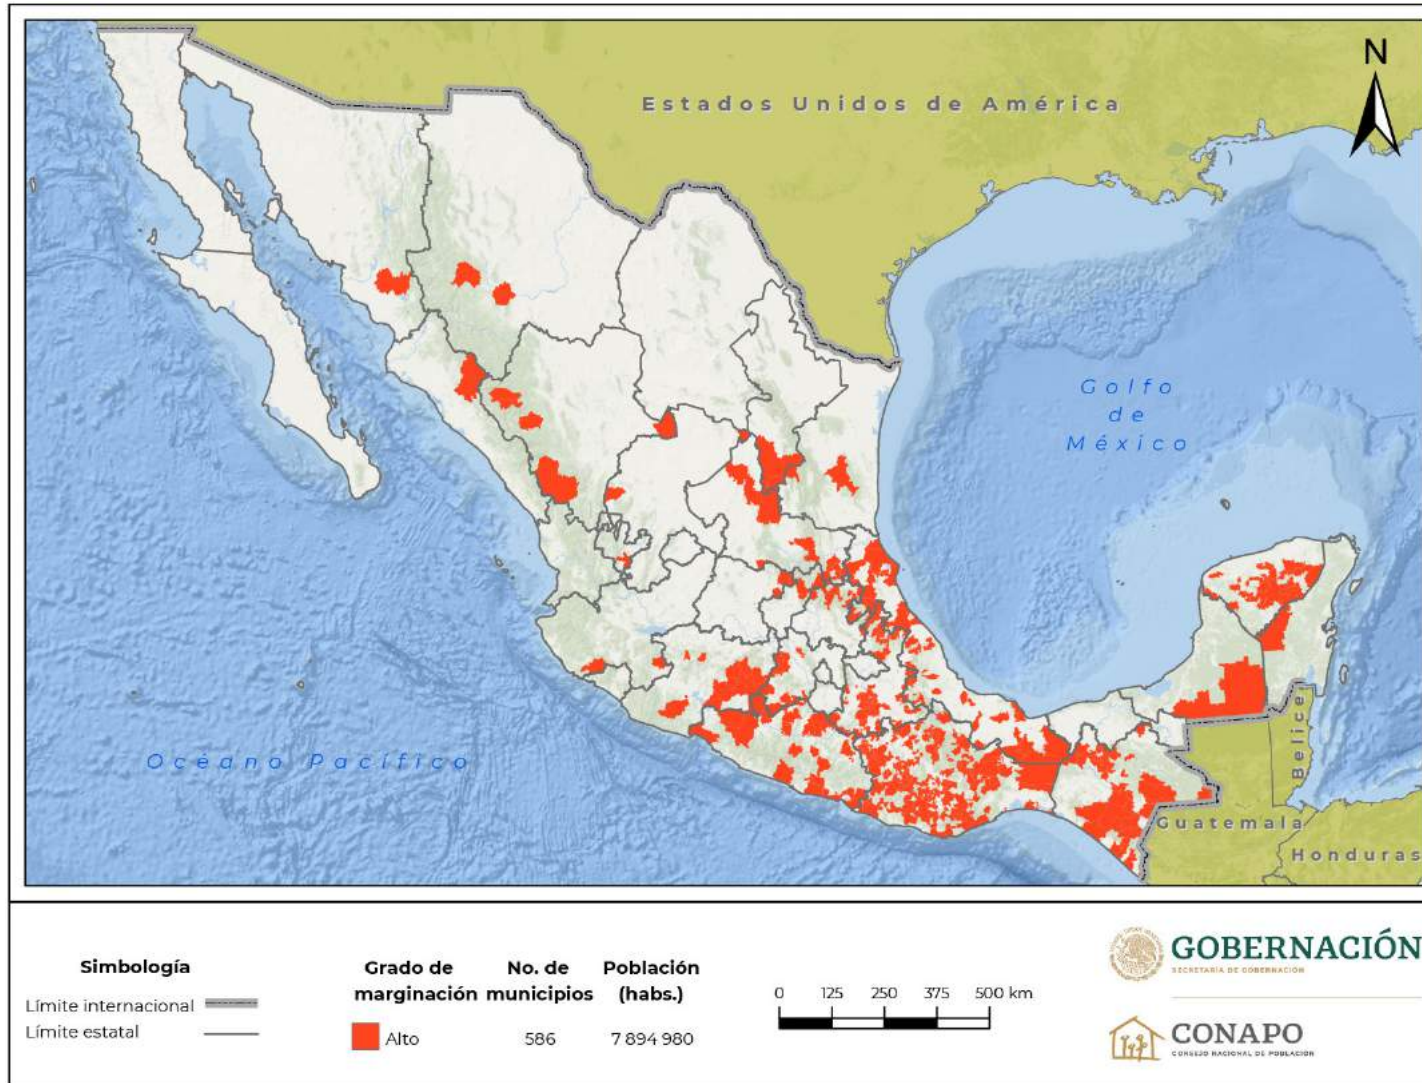 N
Estados Unidos de América
Golfo
de
México
Océano Pacífico
Belice
Guatemala
Honduras
Simbología
Límite internacional
Límite estatal
Grado de marginación No. de municipios Población (habs.)
Alto 586 7 894 980
0 125 250 375 500 km
GOBERNACIÓN
SECRETARÍA DE GOBERNACIÓN
CONAPO
CONSEJO NACIONAL DE POBLACIÓN